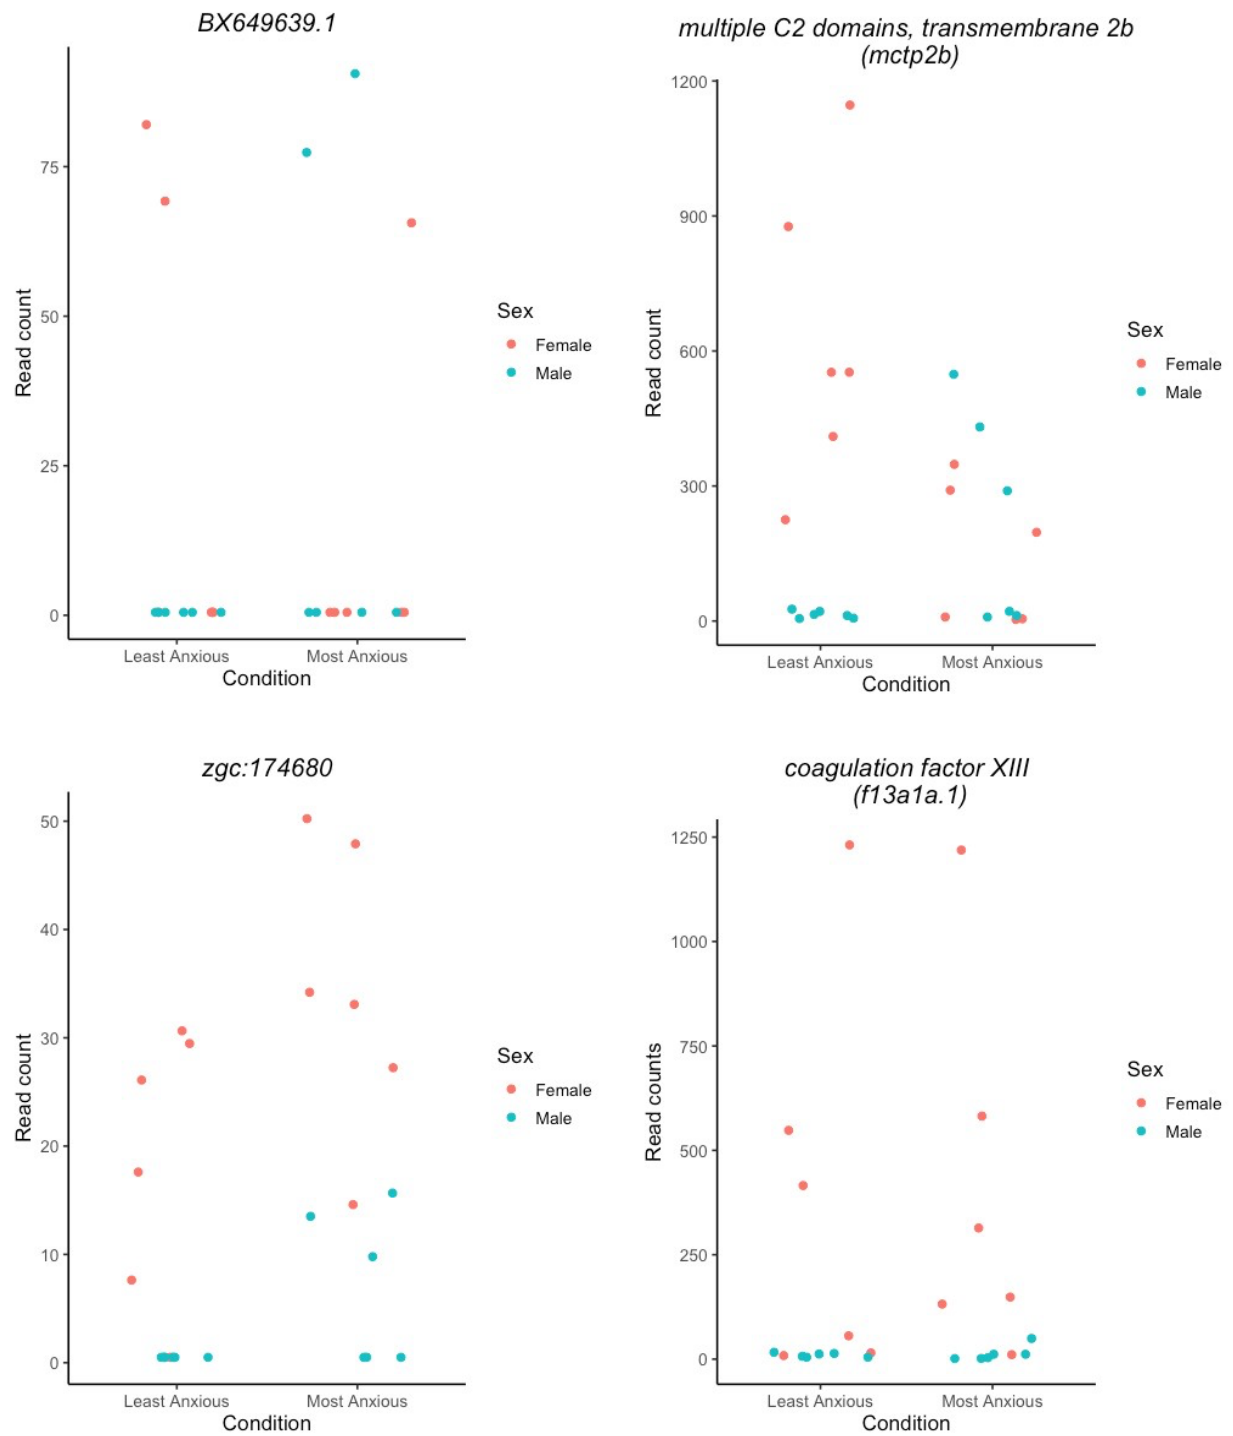 BX649639.1
75
50
25
0
Read count
Least Anxious
Most Anxious
Condition
Sex
Female
Male
multiple C2 domains, transmembrane 2b
(mctp2b)
1200
900
600
300
0
Read count
Least Anxious
Most Anxious
Condition
Sex
Female
Male
zgc:174680
50
40
30
20
10
0
Read count
Least Anxious
Most Anxious
Condition
Sex
Female
Male
coagulation factor XIII
(f13a1a.1)
1250
1000
750
500
250
0
Read counts
Least Anxious
Most Anxious
Condition
Sex
Female
Male